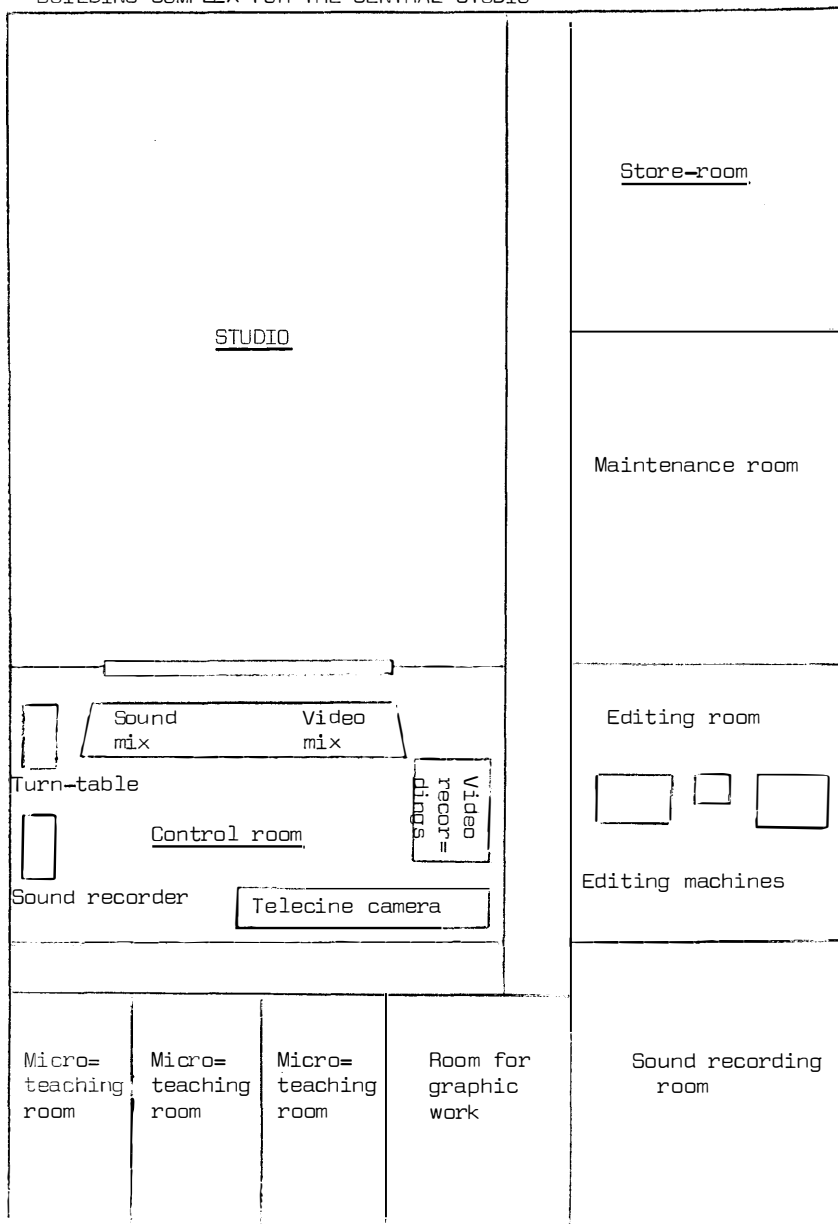 BUILDING COMPLEX FOR THE CENTRAL STUDIO
Store-room
STUDIO
Maintenance room
Sound
mix
Video
mix
Turn-table
Video
recor=
dings
Control room
Sound recorder
Telecine camera
Editing room
Editing machines
Micro=
teaching
room
Micro=
teaching
room
Micro=
teaching
room
Room for
graphic
work
Sound recording
room